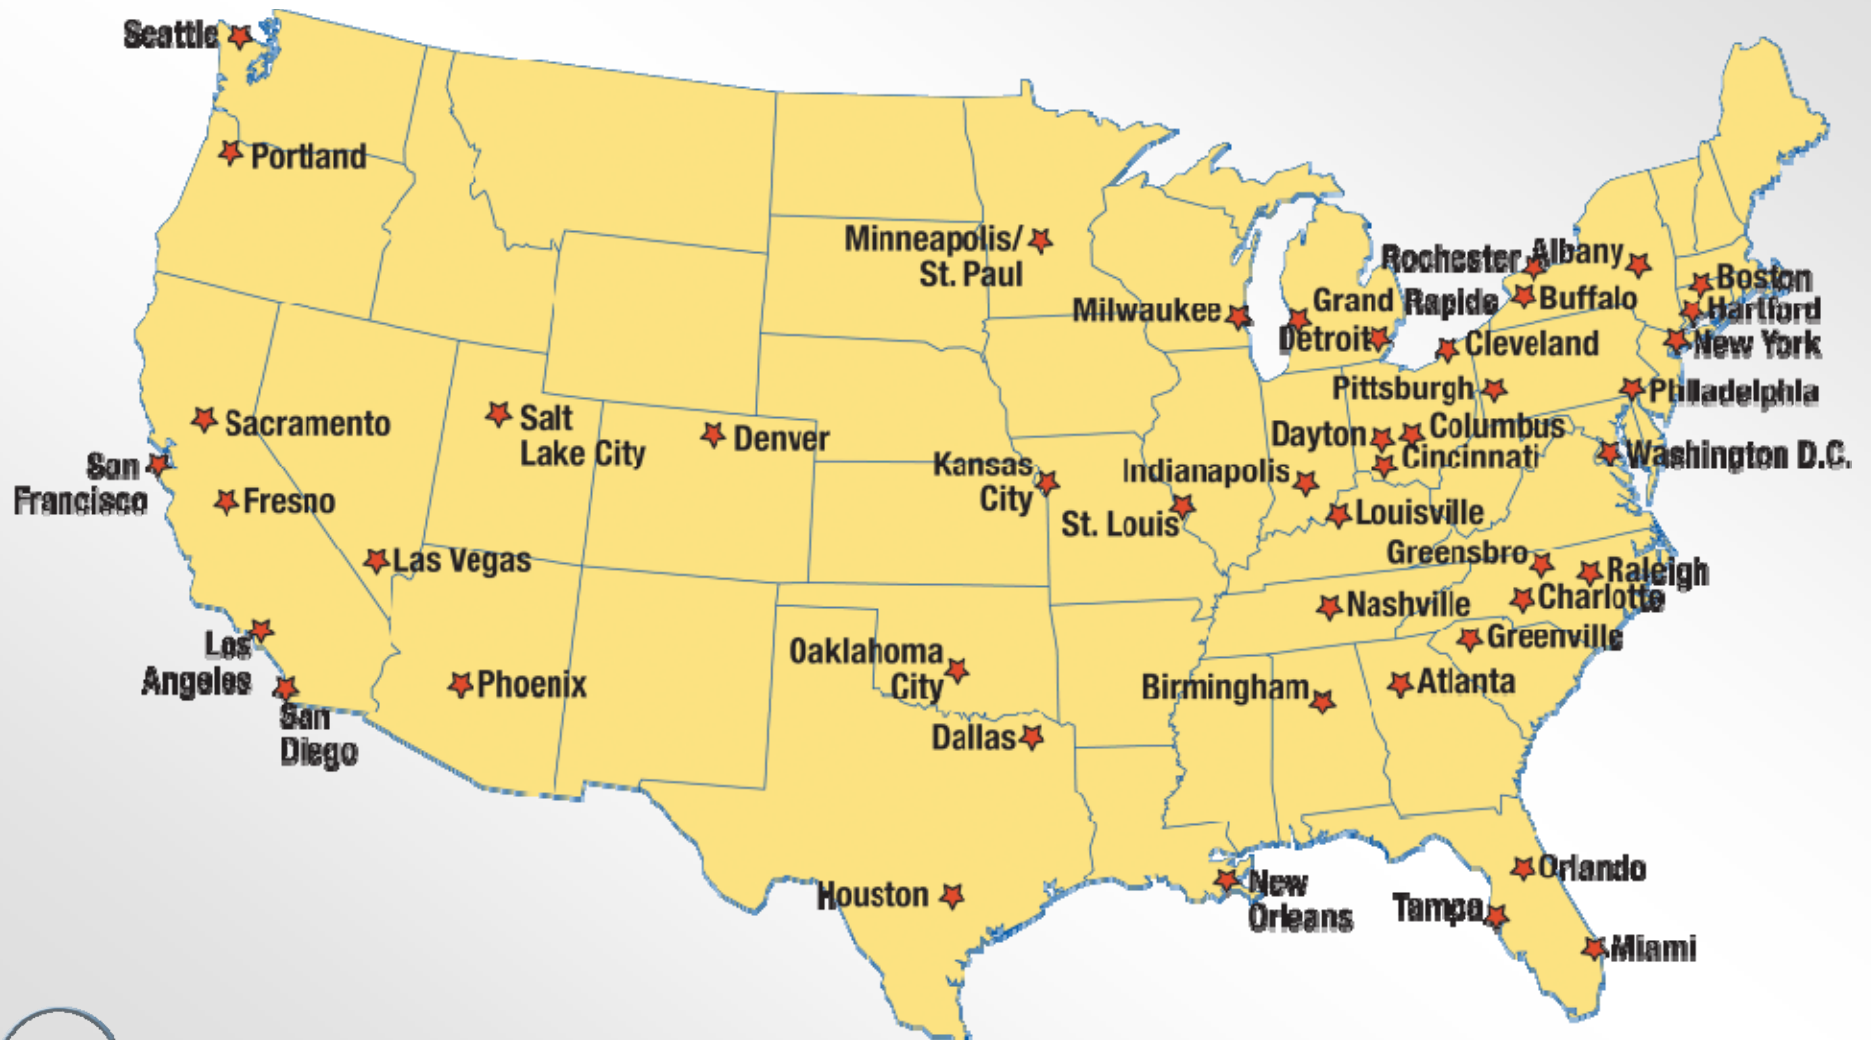 Seattle
Portland
Minneapolis/
St. Paul
Milwaukee
Grand Rapids
Detroit
Rochester
Albany
Buffalo
Boston
Hartford
New York
Cleveland
Pittsburgh
Philadelphia
Sacramento
San
Francisco
Fresno
Salt
Lake City
Denver
Kansas
City
Dayton
Columbus
Cincinnati
Indianapolis
Washington D.C.
St. Louis
Louisville
Las Vegas
Greensbro
Raleigh
Charlotte
Nashville
Greenville
Los
Angeles
San
Diego
Phoenix
Oaklahoma
City
Dallas
Birmingham
Atlanta
Houston
New
Orleans
Orlando
Tampa
Miami